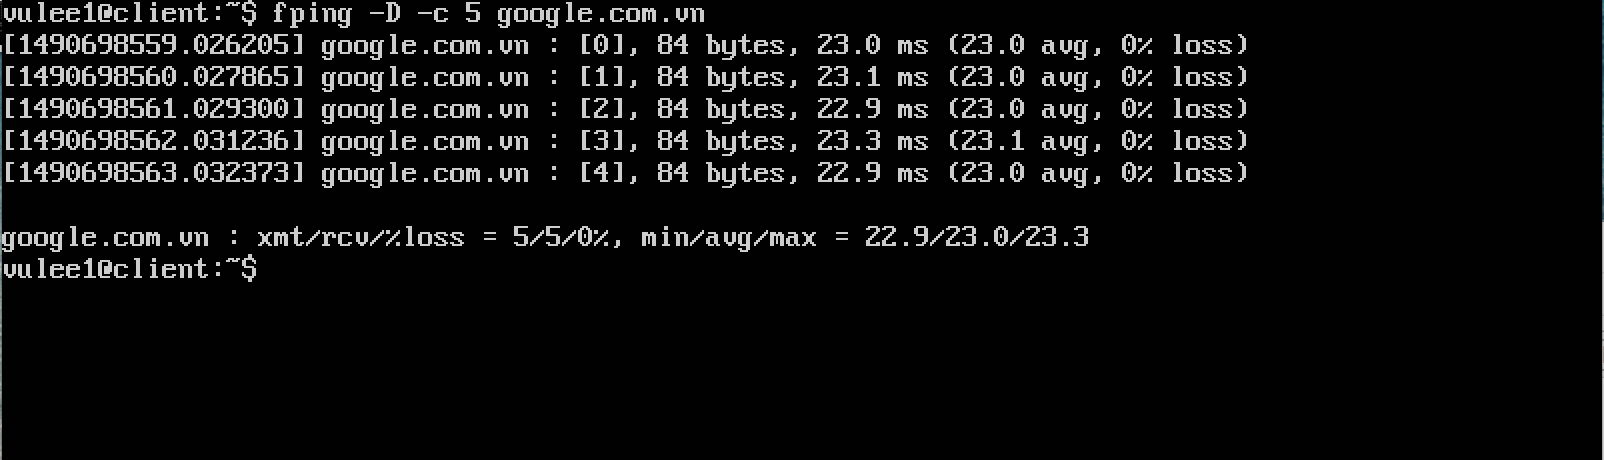 vulee1@client:~$ fping -D -c 5 google.com.vn
[1490698559.026205] google.com.vn : [0], 84 bytes, 23.0 ms (23.0 avg, 0% loss)
[1490698560.027865] google.com.vn : [1], 84 bytes, 23.1 ms (23.0 avg, 0% loss)
[1490698561.029300] google.com.vn : [2], 84 bytes, 22.9 ms (23.0 avg, 0% loss)
[1490698562.031236] google.com.vn : [3], 84 bytes, 23.3 ms (23.1 avg, 0% loss)
[1490698563.032373] google.com.vn : [4], 84 bytes, 22.9 ms (23.0 avg, 0% loss)
google.com.vn : xmt/rcv/%loss = 5/5/0%, min/avg/max = 22.9/23.0/23.3
vulee1@client:~$